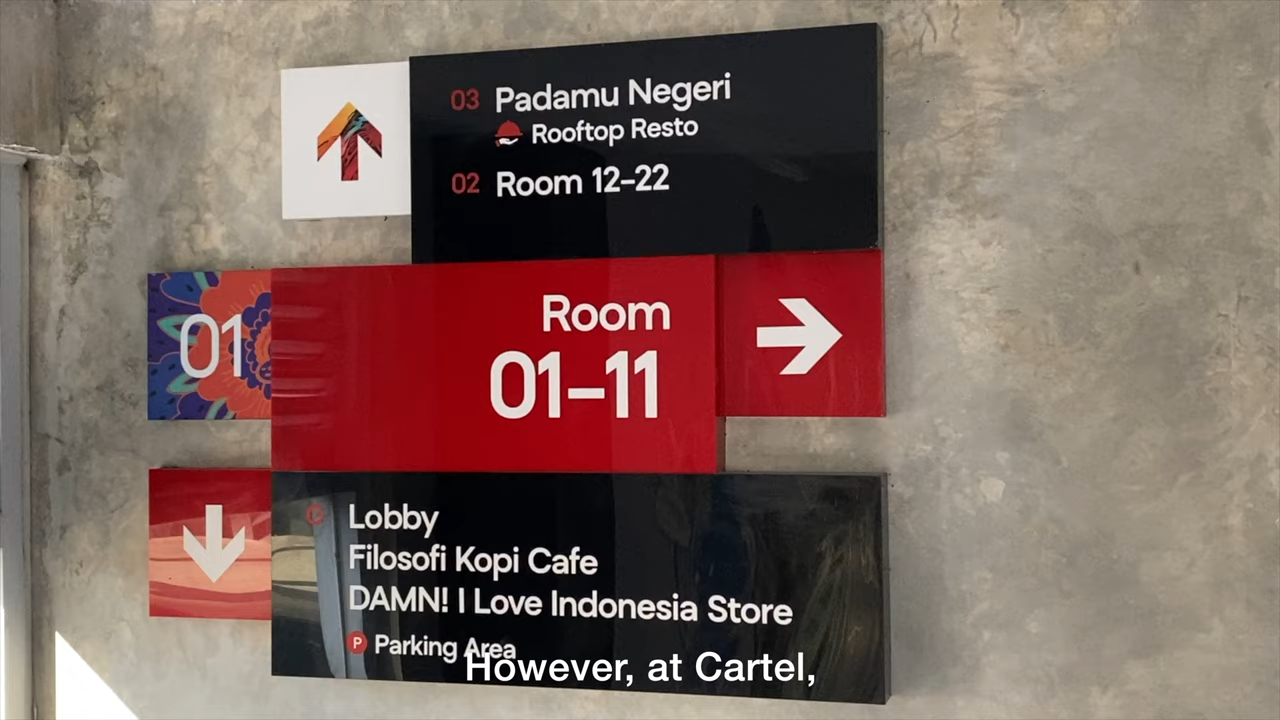 03 Padamu Negeri
Rooftop Resto
02 Room 12-22
01
Room
01-11
G Lobby
Filosofi Kopi Cafe
DAMN! I Love Indonesia Store
P Parking Area
However, at Cartel,